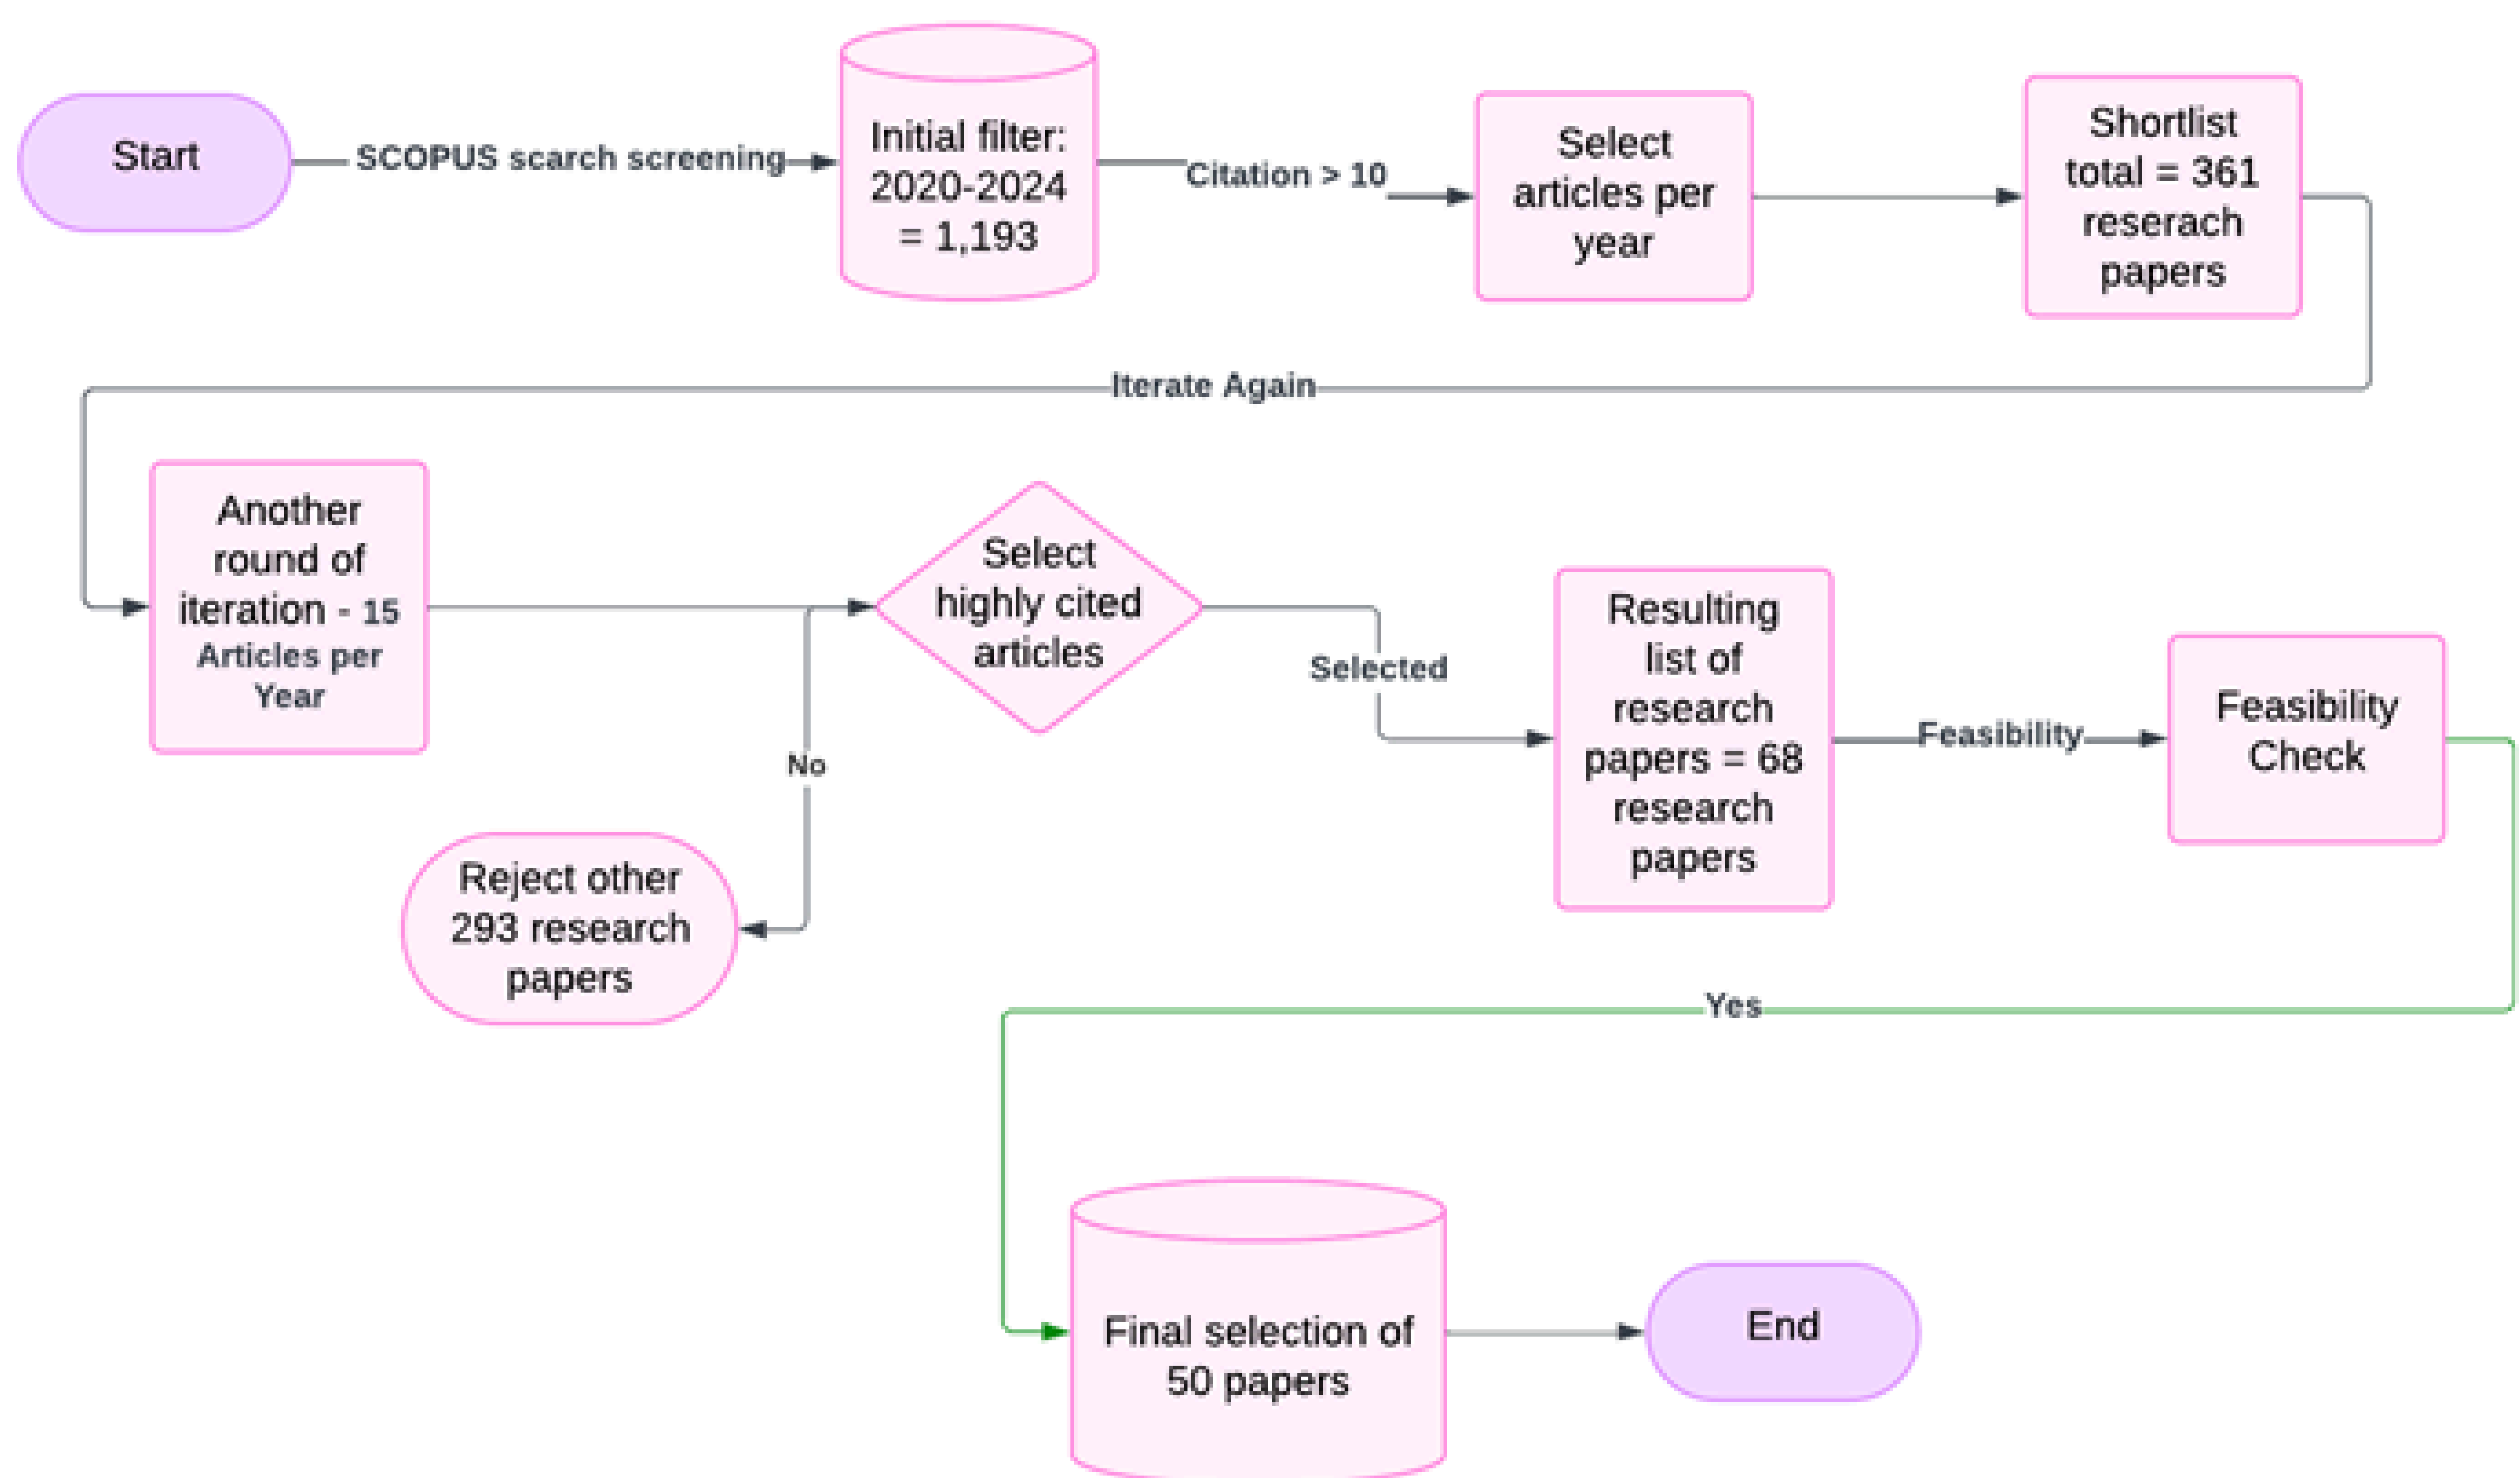 Start
SCOPUS scarch screening
Initial filter:
2020-2024
= 1,193
Citation > 10
Select
articles per
year
Shortlist
total = 361
reserach
papers
Iterate Again
Another
round of
iteration - 15
Articles per
Year
Select
highly cited
articles
No
Reject other
293 research
papers
Selected
Resulting
list of
research
papers = 68
research
papers
Feasibility
Feasibility
Check
Yes
Final selection of
50 papers
End